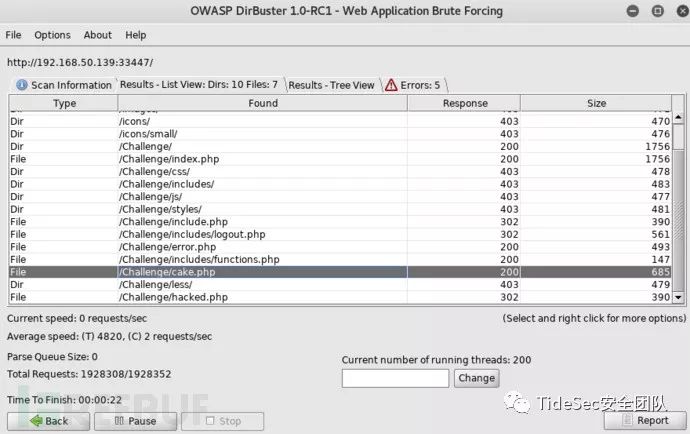 OWASP DirBuster 1.0-RC1 - Web Application Brute Forcing
File Options About Help
http://192.168.50.139:33447/
Scan Information Results - List View: Dirs: 10 Files: 7 Results - Tree View Errors: 5
Type Found Response Size
Dir /icons/ 403 470
Dir /icons/small/ 403 476
Dir /Challenge/ 200 1756
File /Challenge/index.php 200 1756
Dir /Challenge/css/ 403 478
Dir /Challenge/includes/ 403 483
Dir /Challenge/js/ 403 477
Dir /Challenge/styles/ 403 481
File /Challenge/include.php 302 390
File /Challenge/includes/logout.php 302 561
File /Challenge/error.php 200 493
File /Challenge/includes/functions.php 200 147
File /Challenge/cake.php 200 685
Dir /Challenge/less/ 403 479
File /Challenge/hacked.php 302 390
Current speed: 0 requests/sec (Select and right click for more options)
Average speed: (T) 4820, (C) 2 requests/sec
Parse Queue Size: 0 Current number of running threads: 200
Total Requests: 1928308/1928352 Change
Time To Finish: 00:00:22
TideSec安全团队
Back Pause Stop Report